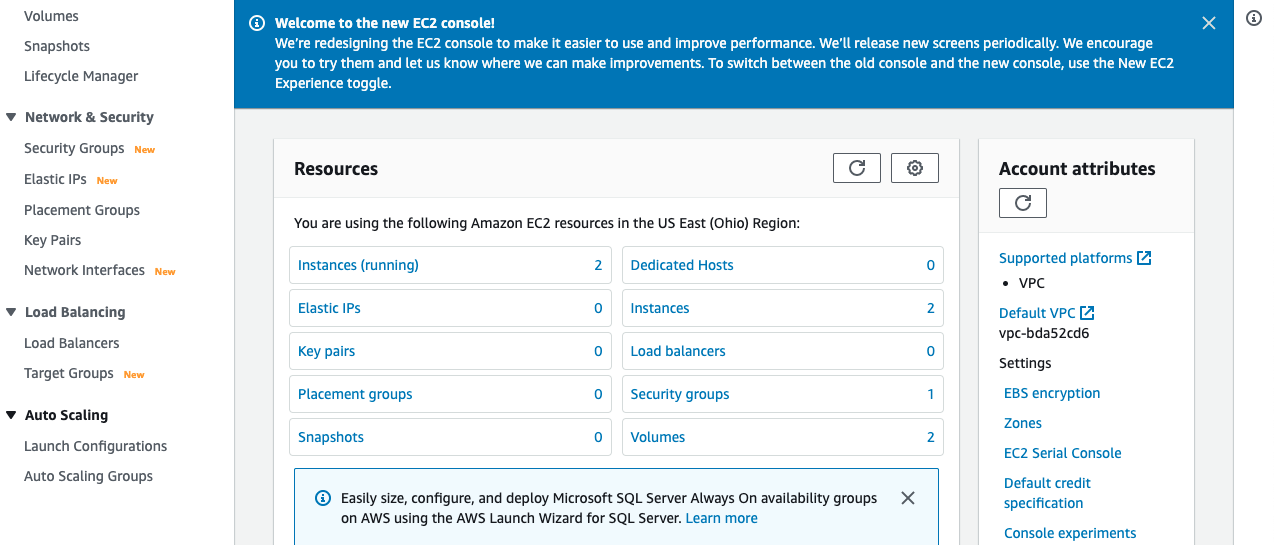 Volumes
Snapshots
Lifecycle Manager
Network & Security
Security Groups New
Elastic IPs New
Placement Groups
Key Pairs
Network Interfaces New
Load Balancing
Load Balancers
Target Groups New
Auto Scaling
Launch Configurations
Auto Scaling Groups
Welcome to the new EC2 console!
We're redesigning the EC2 console to make it easier to use and improve performance. We'll release new screens periodically. We encourage
you to try them and let us know where we can make improvements. To switch between the old console and the new console, use the New EC2
Experience toggle.
Resources
You are using the following Amazon EC2 resources in the US East (Ohio) Region:
Instances (running) 2
Dedicated Hosts 0
Elastic IPs 0
Instances 2
Key pairs 0
Load balancers 0
Placement groups 0
Security groups 1
Snapshots 0
Volumes 2
Easily size, configure, and deploy Microsoft SQL Server Always On availability groups
on AWS using the AWS Launch Wizard for SQL Server. Learn more
Account attributes
Supported platforms
• VPC
Default VPC
vpc-bda52cd6
Settings
EBS encryption
Zones
EC2 Serial Console
Default credit
specification
Console experiments